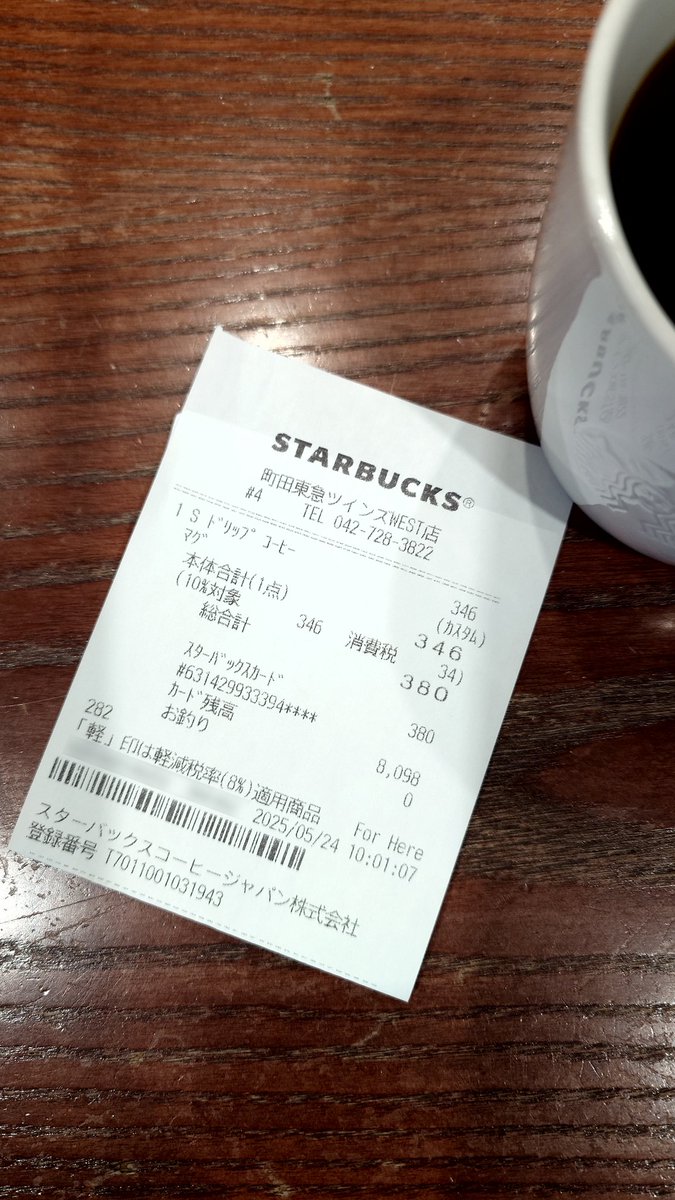 STARBUCKS®
町田東急ツインズWEST店
#4 TEL 042-728-3822
1 S ドリップ コーヒー 346
マグ (カスタム)
本体合計(1点) 346
(10%対象 346 消費税 34)
総合計 380
スターバックスカード 380
#631429933394****
カード残高 8,098
お釣り 0
282 For Here
「軽」印は軽減税率(8%)適用商品
2025/05/24 10:01:07
スターバックスコーヒージャパン株式会社
登録番号 T7011001031943